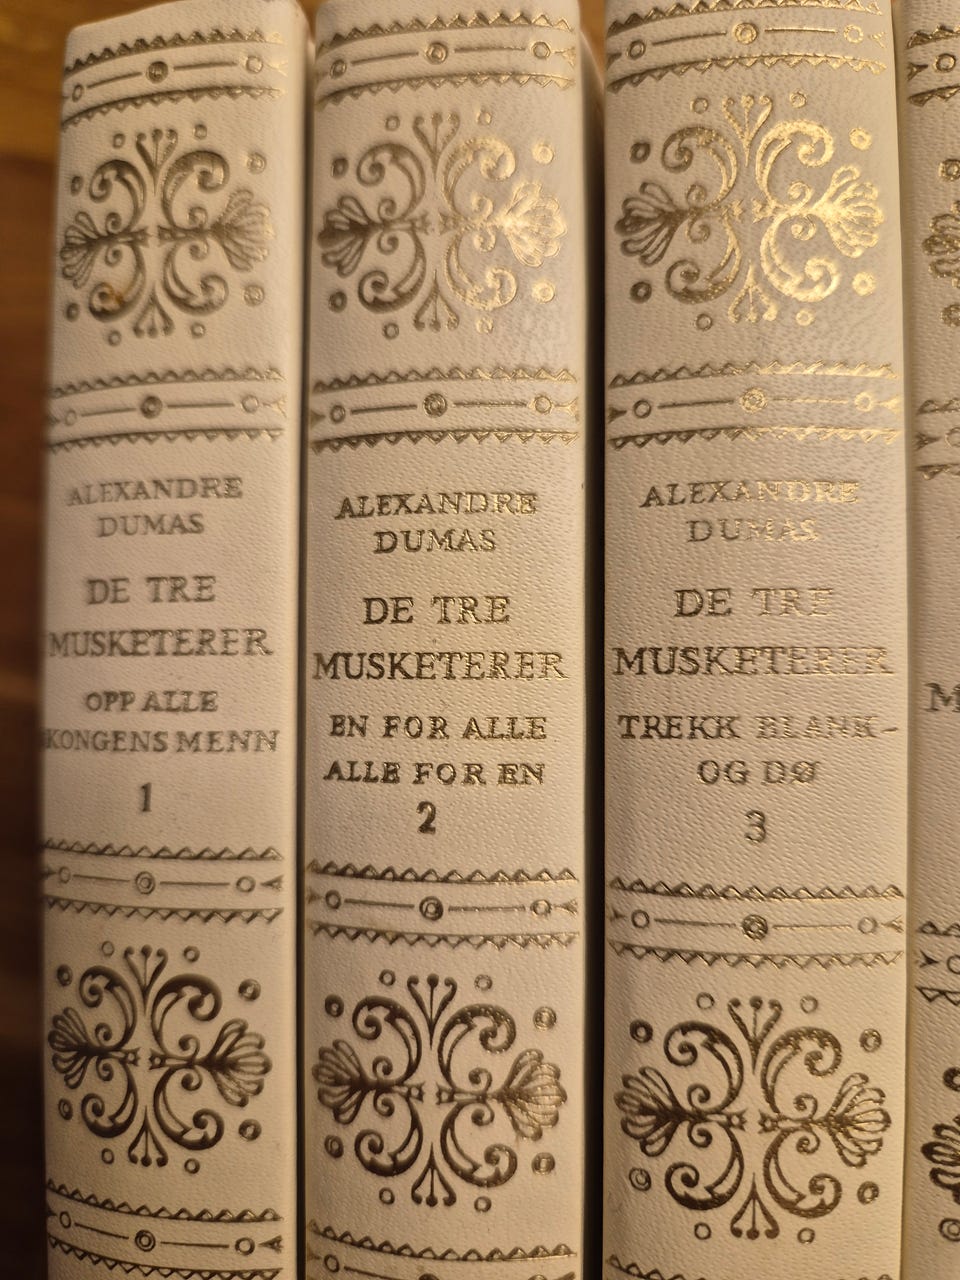 ALEXANDRE
DUMAS
DE TRE
MUSKETERER
OPP ALLE
KONGENS MENN
1
ALEXANDRE
DUMAS
DE TRE
MUSKETERER
EN FOR ALLE
ALLE FOR EN
2
ALEXANDRE
DUMAS
DE TRE
MUSKETERER
TREKK BLANK-
OG DØ
3
M